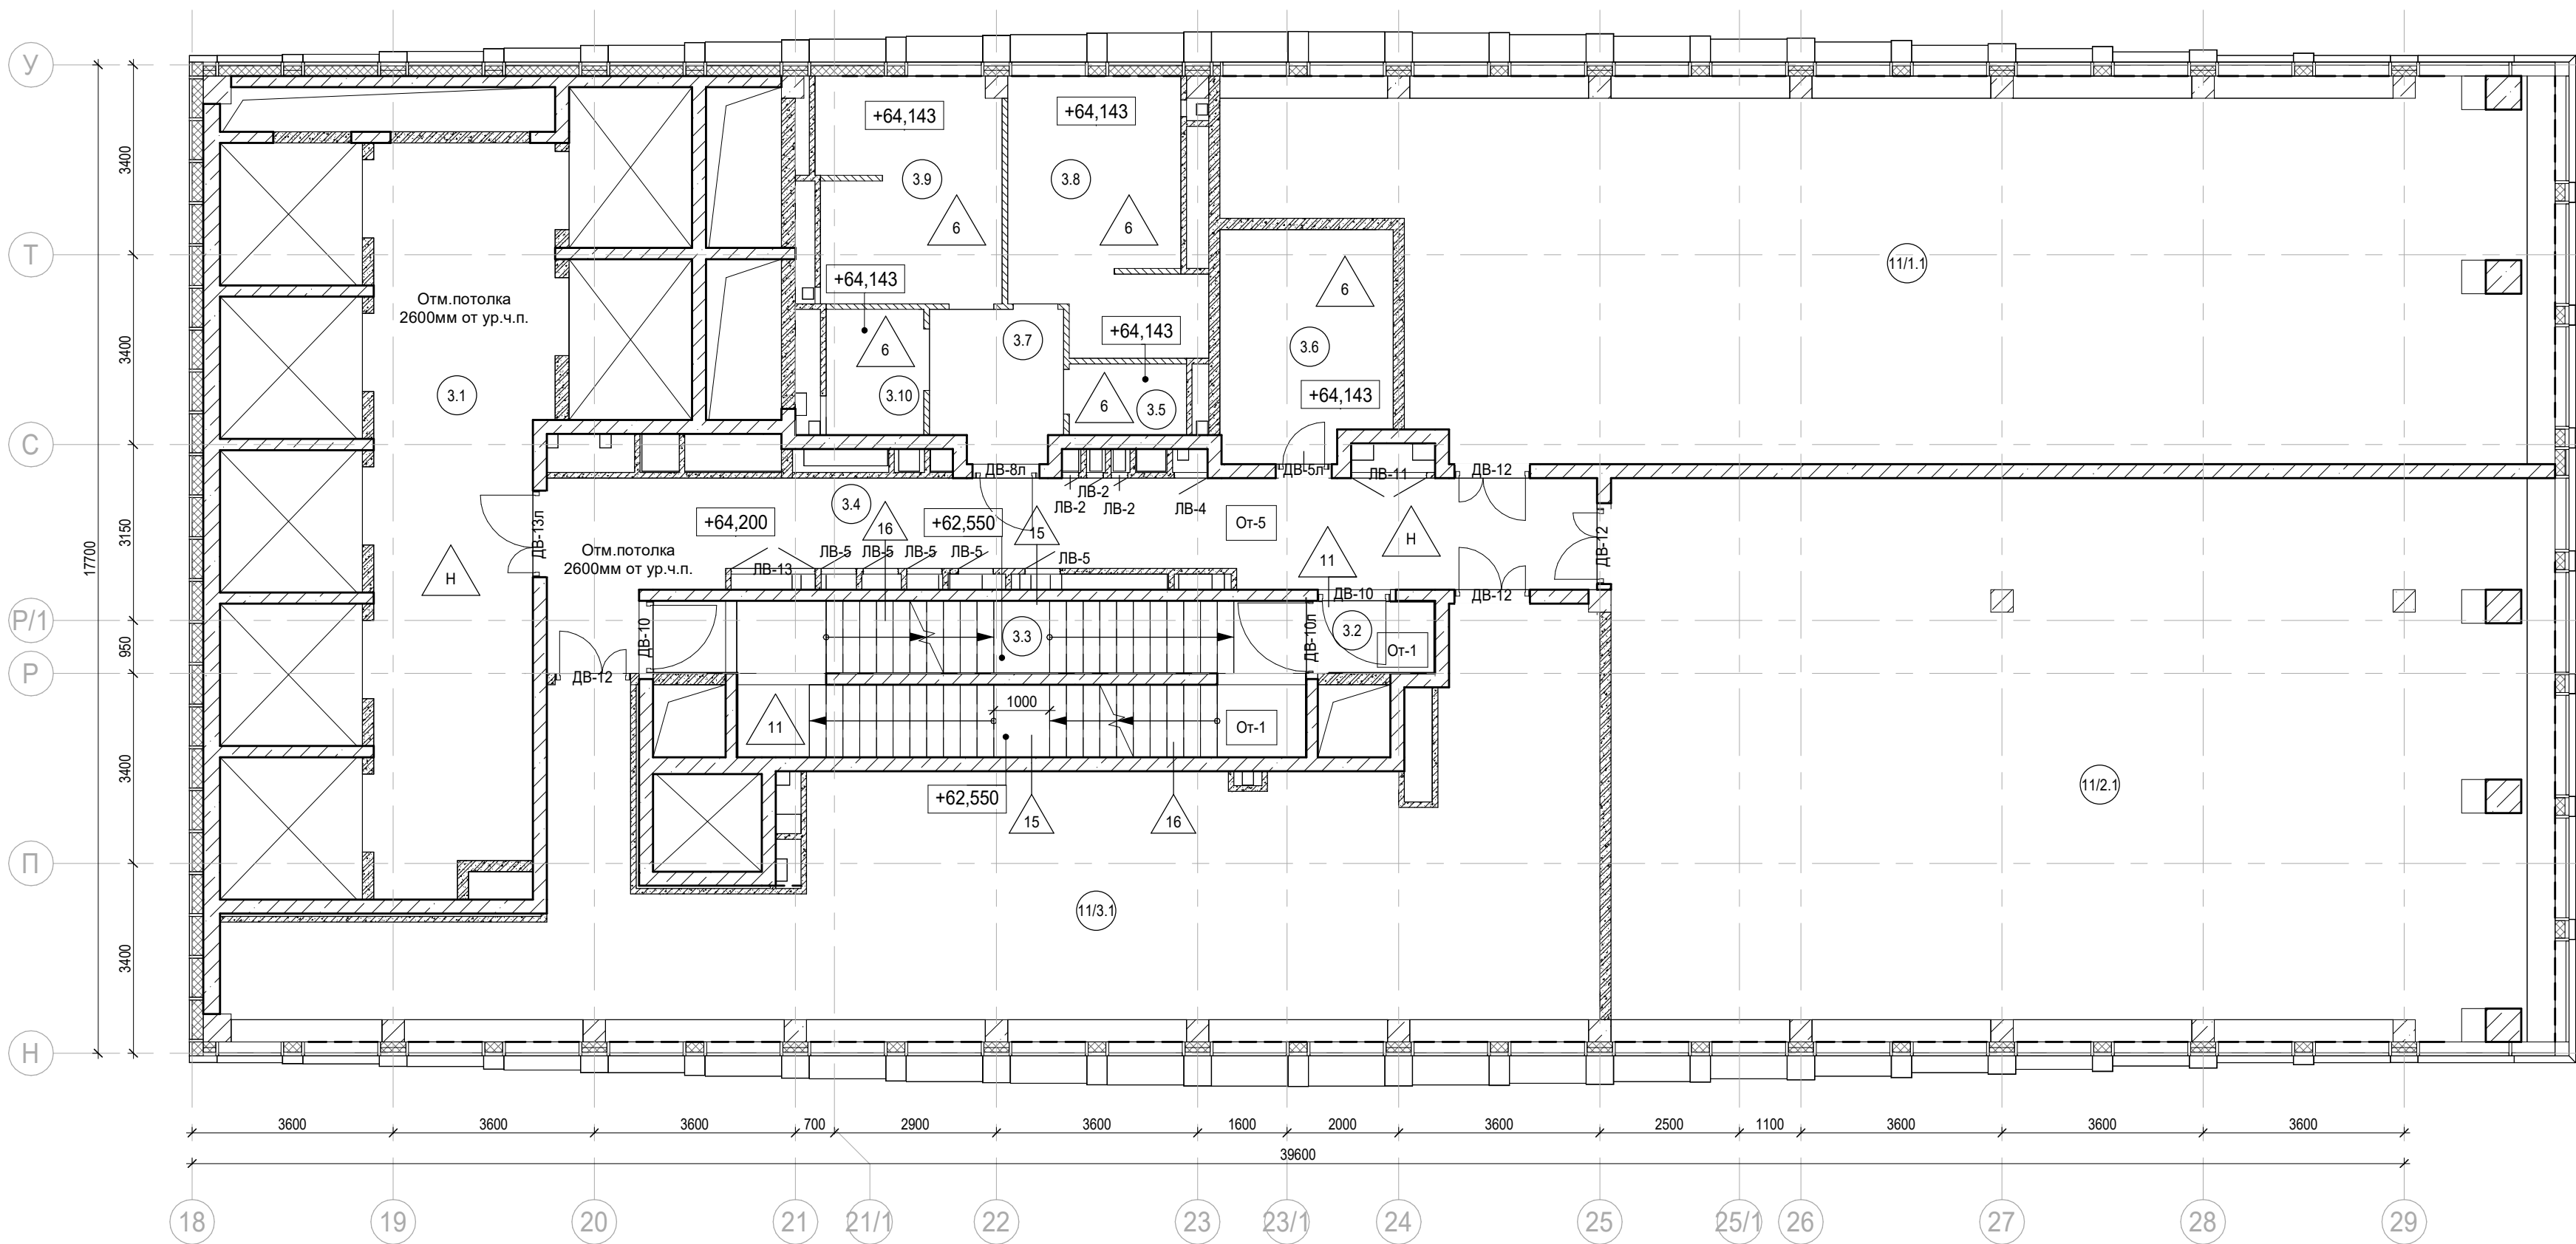 У
Т
С
Р/1
Р
П
Н
17700
3400
3400
3150
950
3400
3400
+64,143
+64,143
3.9
3.8
6
6
11/1.1
+64,143
6
Отм.потолка
2600мм от ур.ч.п.
3.7
+64,143
3.6
6
3.1
3.10
6
3.5
+64,143
ДВ-8л
ДВ-5л
ЛВ-11
ДВ-12
ЛВ-2
ЛВ-2
ЛВ-2
ЛВ-4
3.4
+64,200
16
+62,550
15
От-5
Н
ДВ-13л
ДВ-12
Отм.потолка
2600мм от ур.ч.п.
ЛВ-5
ЛВ-5
ЛВ-5
ЛВ-5
ЛВ-5
ЛВ-13
11
Н
ДВ-10
ДВ-12
ДВ-10
3.3
ДВ-10л
3.2
От-1
ДВ-12
11
1000
От-1
+62,550
15
16
11/2.1
11/3.1
3600
3600
3600
700
2900
3600
1600
2000
3600
2500
1100
3600
3600
3600
39600
18
19
20
21
21/1
22
23
23/1
24
25
25/1
26
27
28
29